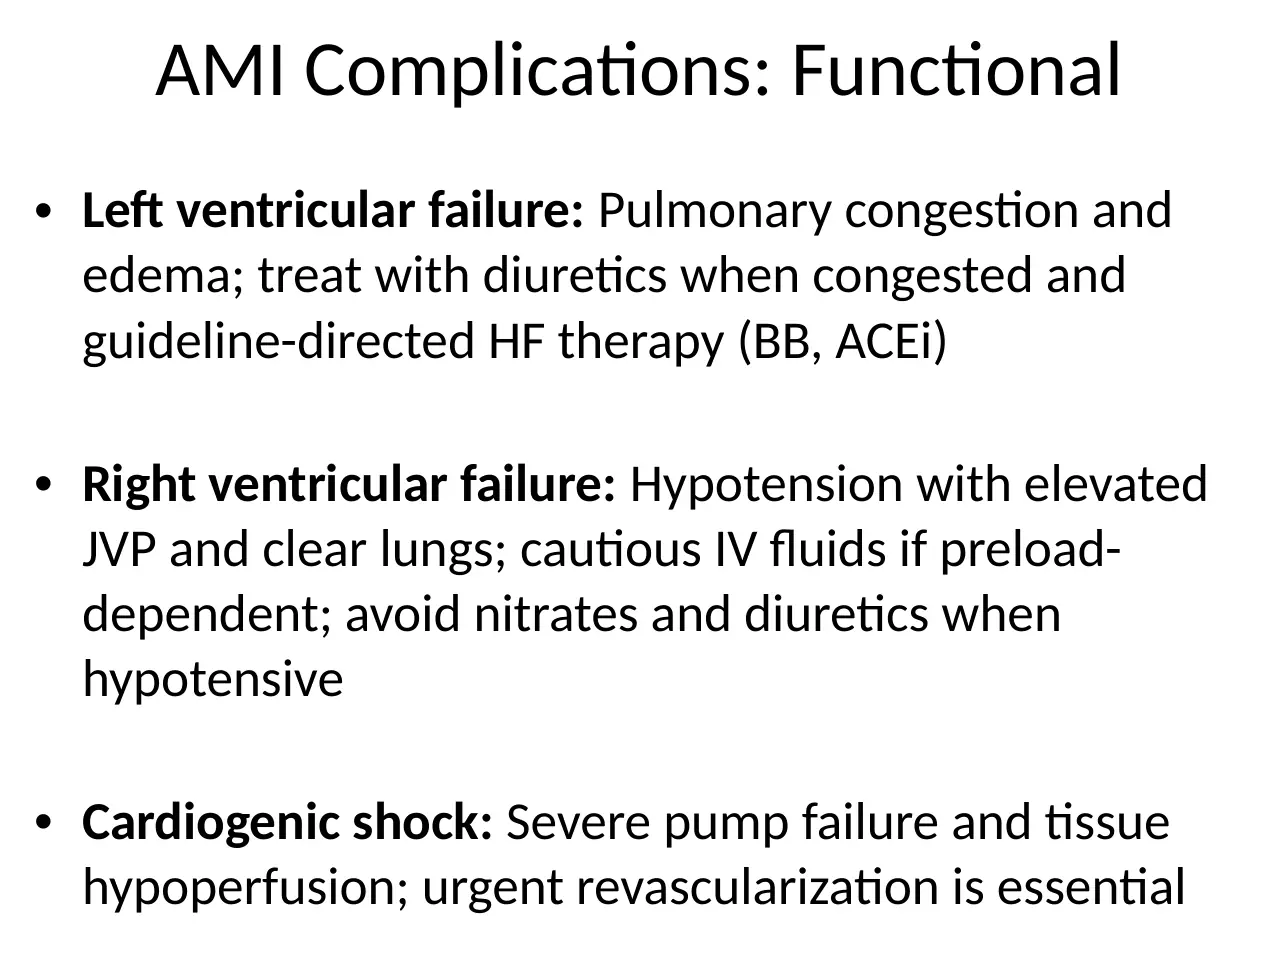 AMI Complications: Functional
• Left ventricular failure: Pulmonary congestion and
edema; treat with diuretics when congested and
guideline-directed HF therapy (BB, ACEi)
• Right ventricular failure: Hypotension with elevated
JVP and clear lungs; cautious IV fluids if preload-
dependent; avoid nitrates and diuretics when
hypotensive
• Cardiogenic shock: Severe pump failure and tissue
hypoperfusion; urgent revascularization is essential